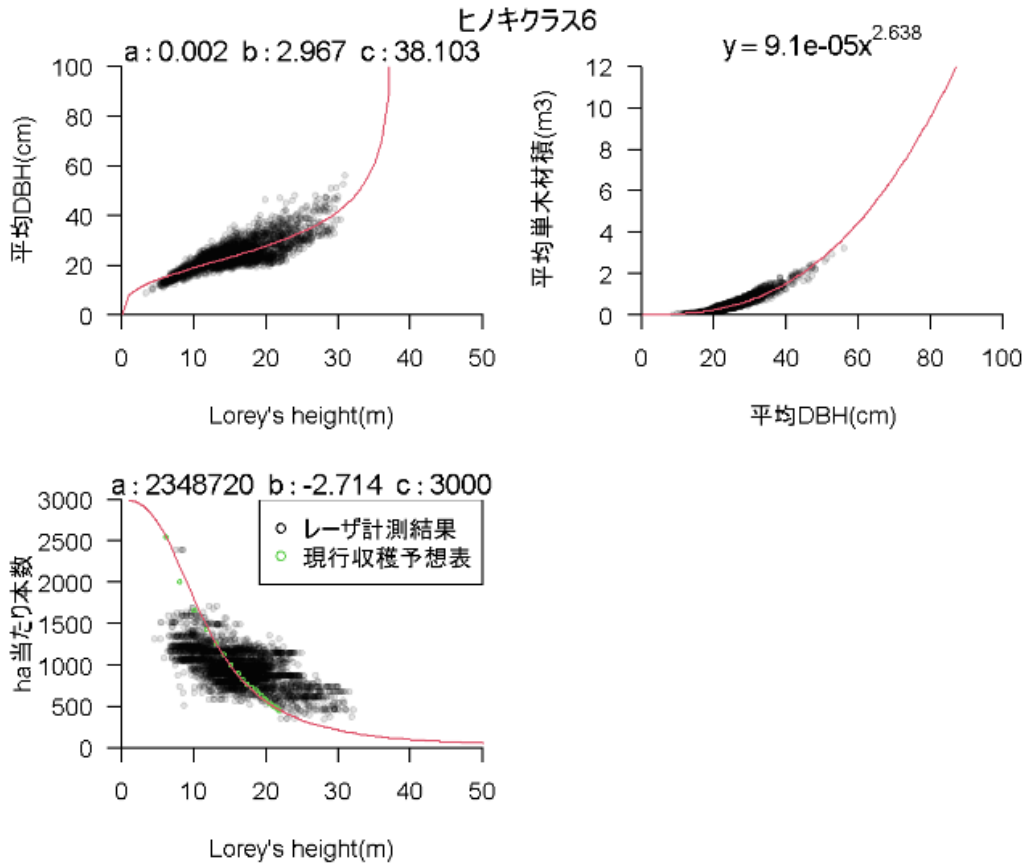 ヒノキクラス6
a : 0.002 b : 2.967 c : 38.103
100
80
60
40
20
0
平均DBH(cm)
0 10 20 30 40 50
Lorey's height(m)
y = 9.1e-05x^2.638
12
10
8
6
4
2
0
平均単木材積(m3)
0 20 40 60 80 100
平均DBH(cm)
a : 2348720 b : -2.714 c : 3000
3000
2500
2000
1500
1000
500
0
ha当たり本数
レーザ計測結果
現行収穫予想表
0 10 20 30 40 50
Lorey's height(m)